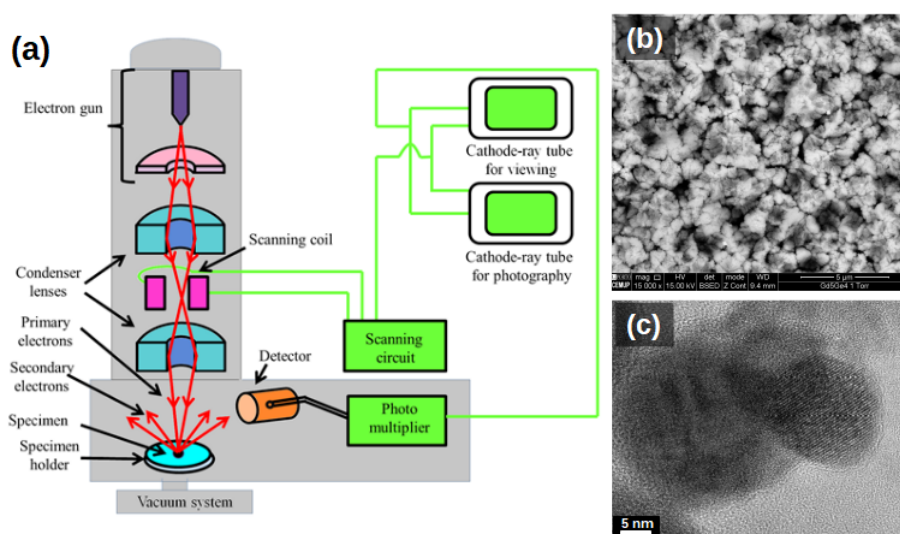 (a)
Electron gun
Scanning coil
Condenser
lenses
Primary
electrons
Secondary
electrons
Specimen
Specimen
holder
Vacuum system
Detector
Scanning
circuit
Photo
multiplier
Cathode-ray tube
for viewing
Cathode-ray tube
for photography
(b)
CEMUP
mag HV det mode WD
15 000 x 15.00 kV BSED Z Cont 9.4 mm
5 µm
Gd5Ge4 1 Torr
(c)
5 nm